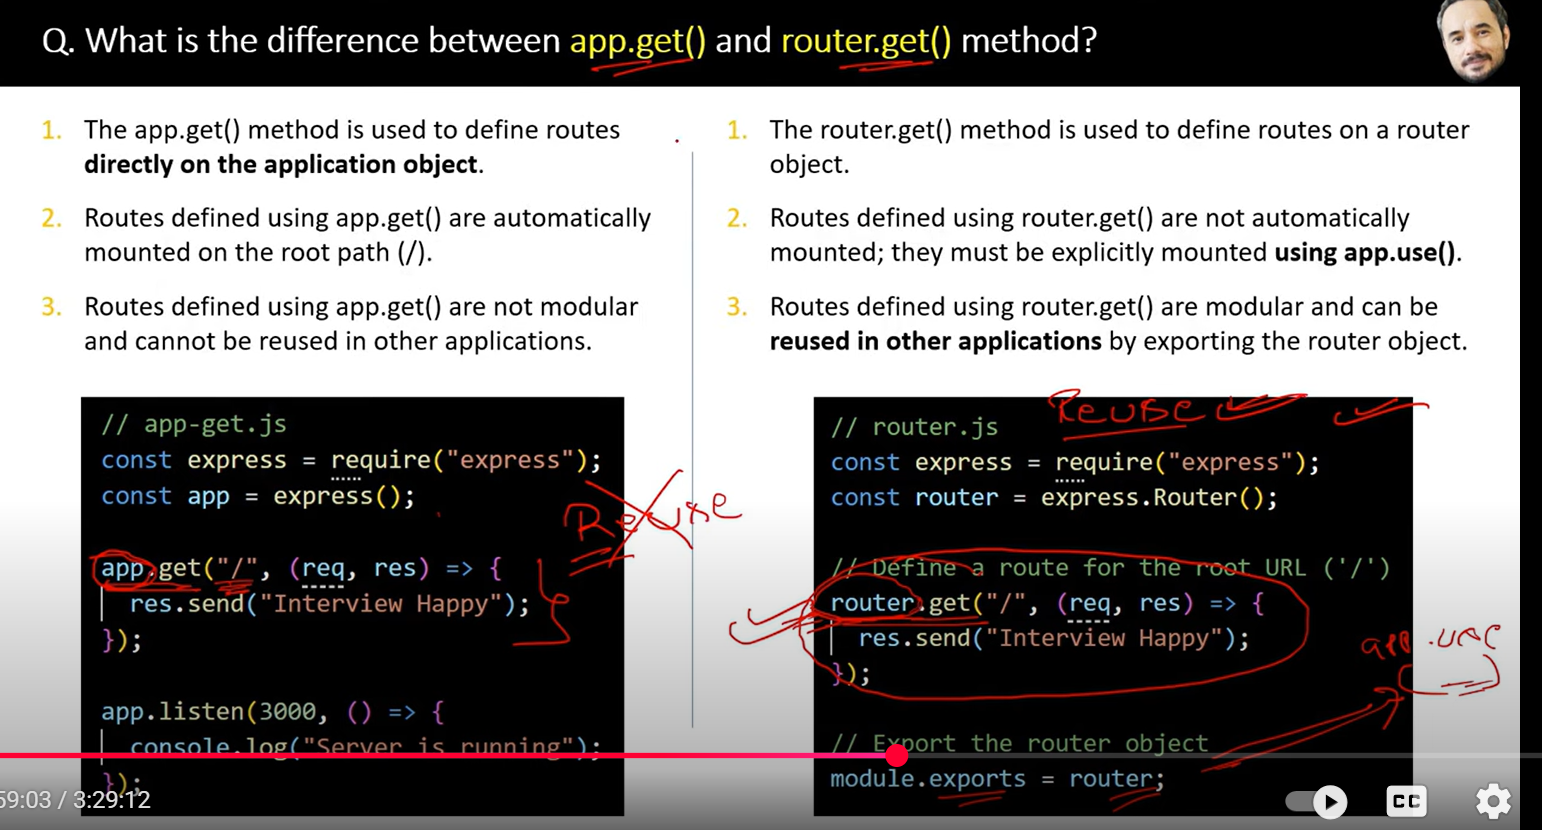 Q. What is the difference between app.get() and router.get() method?
1. The app.get() method is used to define routes
directly on the application object.
2. Routes defined using app.get() are automatically
mounted on the root path (/).
3. Routes defined using app.get() are not modular
and cannot be reused in other applications.
// app-get.js
const express = require("express");
const app = express();
app.get("/", (req, res) => {
res.send("Interview Happy");
});
app.listen(3000, () => {
console.log("Server is running");
});
Reuse
1. The router.get() method is used to define routes on a router
object.
2. Routes defined using router.get() are not automatically
mounted; they must be explicitly mounted using app.use().
3. Routes defined using router.get() are modular and can be
reused in other applications by exporting the router object.
Reuse
// router.js
const express = require("express");
const router = express.Router();
// Define a route for the root URL ('/')
router.get("/", (req, res) => {
res.send("Interview Happy");
});
app.use
// Export the router object
module.exports = router;
59:03 / 3:29:12
CC